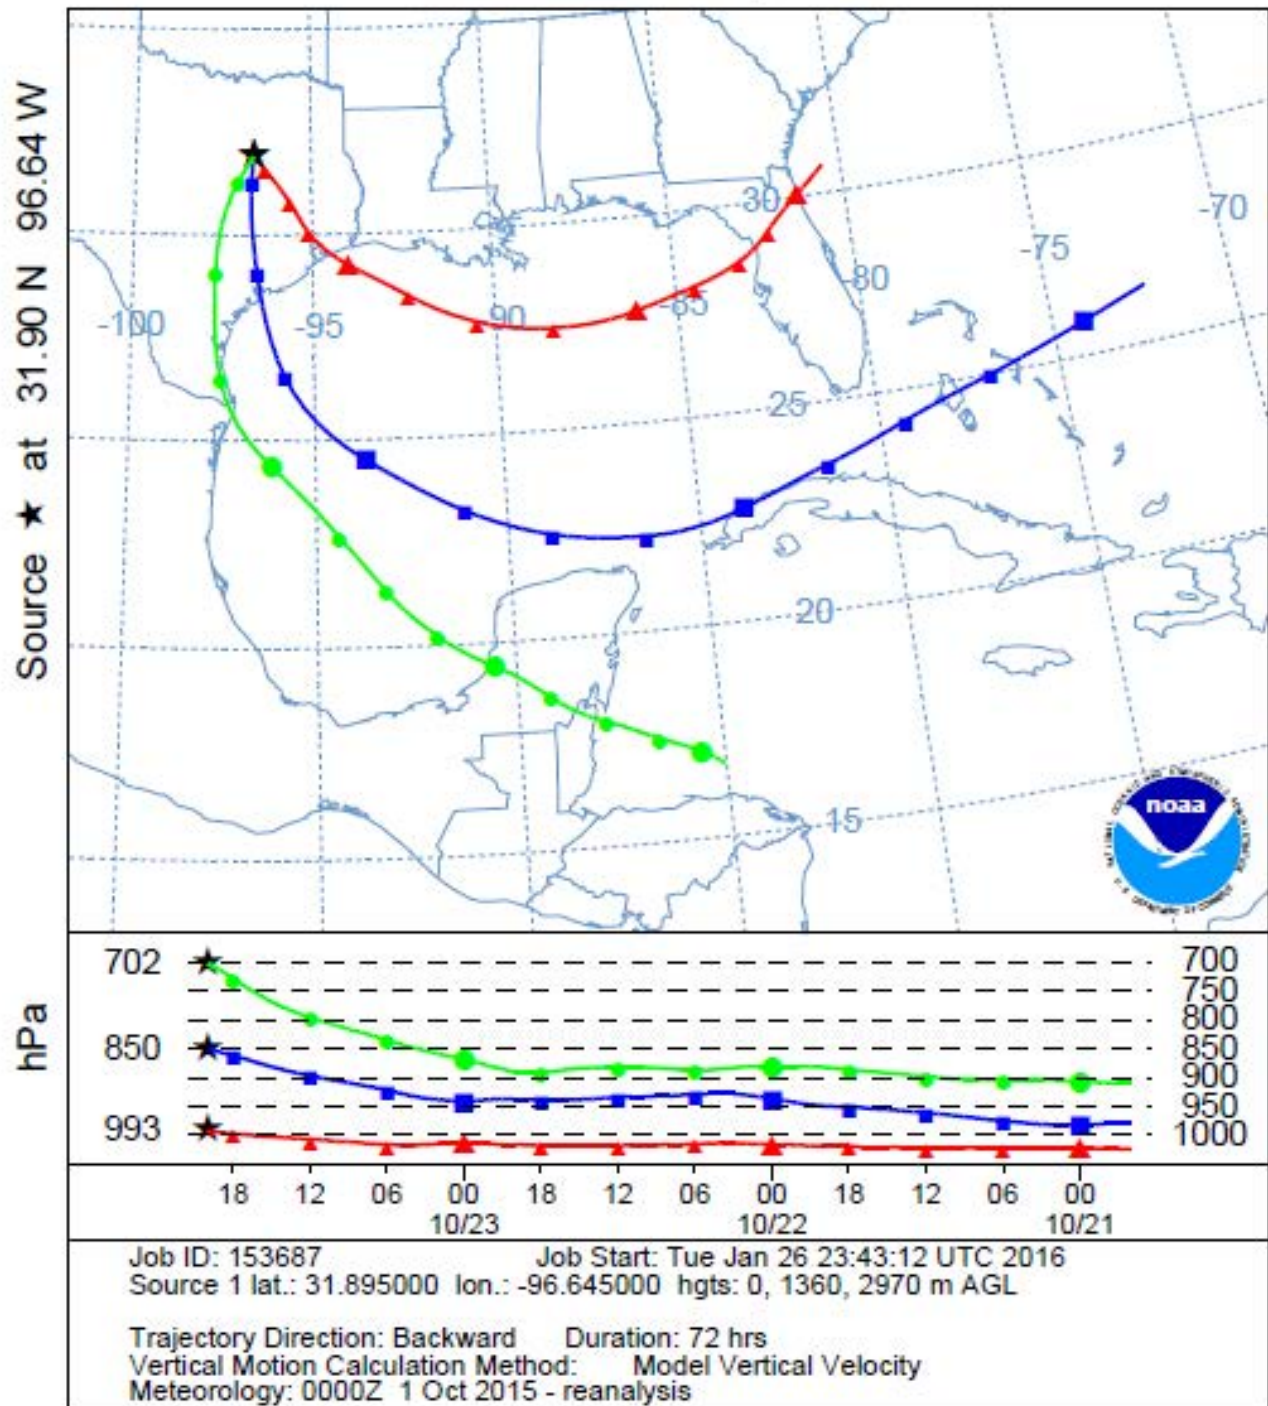 Source ★ at 31.90 N 96.64 W
30
-70
-75
-80
-85
-90
-95
-100
25
20
15
noaa
hPa
702
850
993
700
750
800
850
900
950
1000
18 12 06 00 18 12 06 00 18 12 06 00
10/23 10/22 10/21
Job ID: 153687 Job Start: Tue Jan 26 23:43:12 UTC 2016
Source 1 lat.: 31.895000 lon.: -96.645000 hgts: 0, 1360, 2970 m AGL
Trajectory Direction: Backward Duration: 72 hrs
Vertical Motion Calculation Method: Model Vertical Velocity
Meteorology: 0000Z 1 Oct 2015 - reanalysis